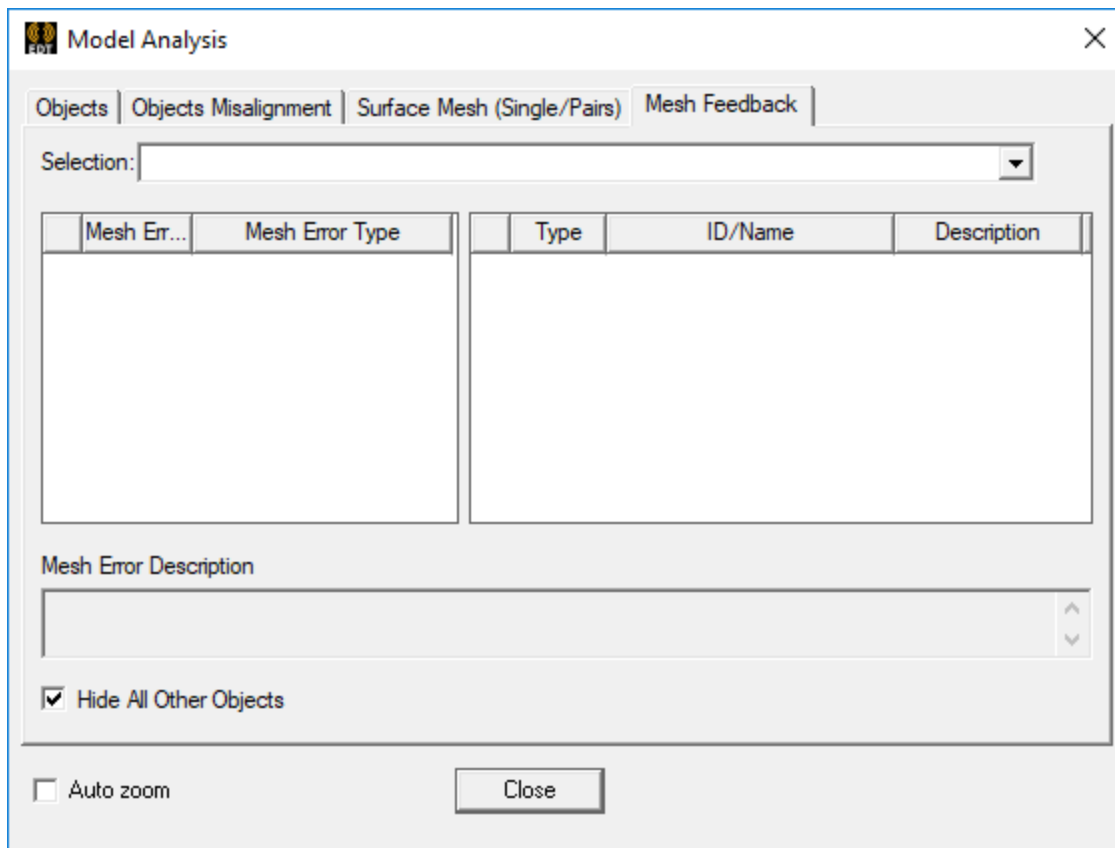 EDT Model Analysis
Objects Objects Misalignment Surface Mesh (Single/Pairs) Mesh Feedback
Selection:
Mesh Err... Mesh Error Type Type ID/Name Description
Mesh Error Description
Hide All Other Objects
Auto zoom Close